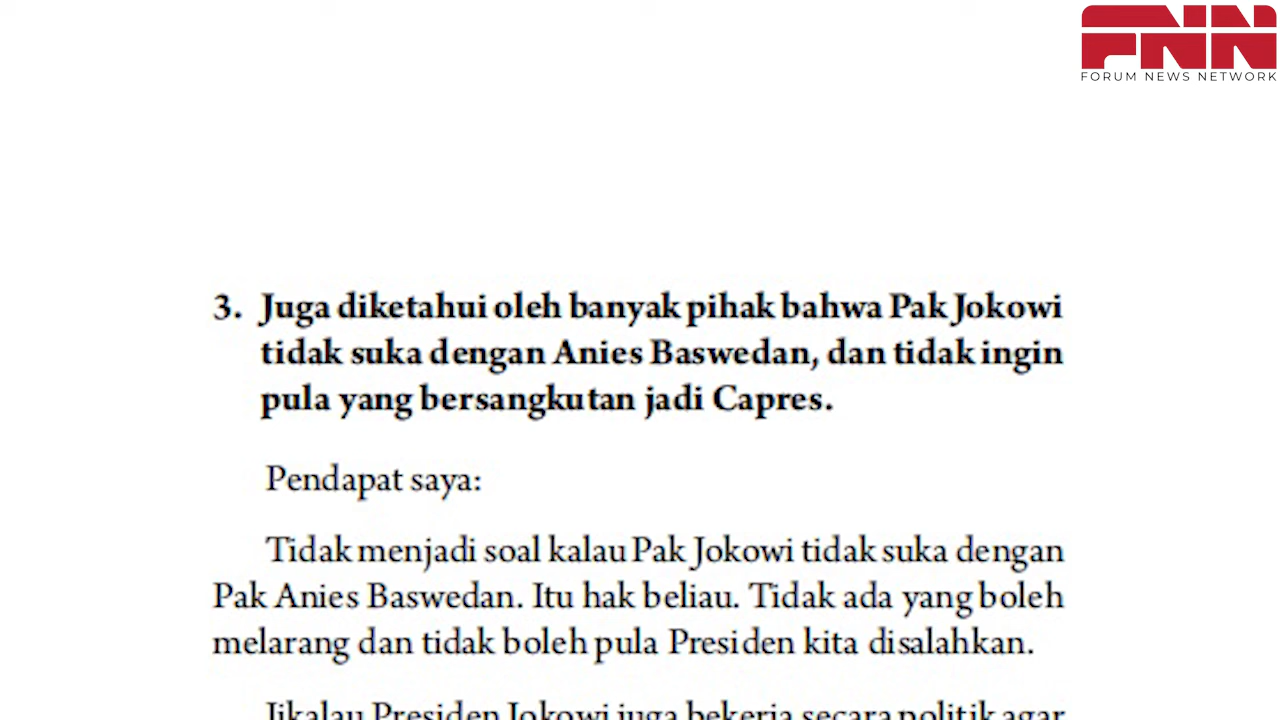 FNN
FORUM NEWS NETWORK
3. Juga diketahui oleh banyak pihak bahwa Pak Jokowi
tidak suka dengan Anies Baswedan, dan tidak ingin
pula yang bersangkutan jadi Capres.
Pendapat saya:
Tidak menjadi soal kalau Pak Jokowi tidak suka dengan
Pak Anies Baswedan. Itu hak beliau. Tidak ada yang boleh
melarang dan tidak boleh pula Presiden kita disalahkan.
Jikalau Presiden Jokowi juga bekerja secara politik agar